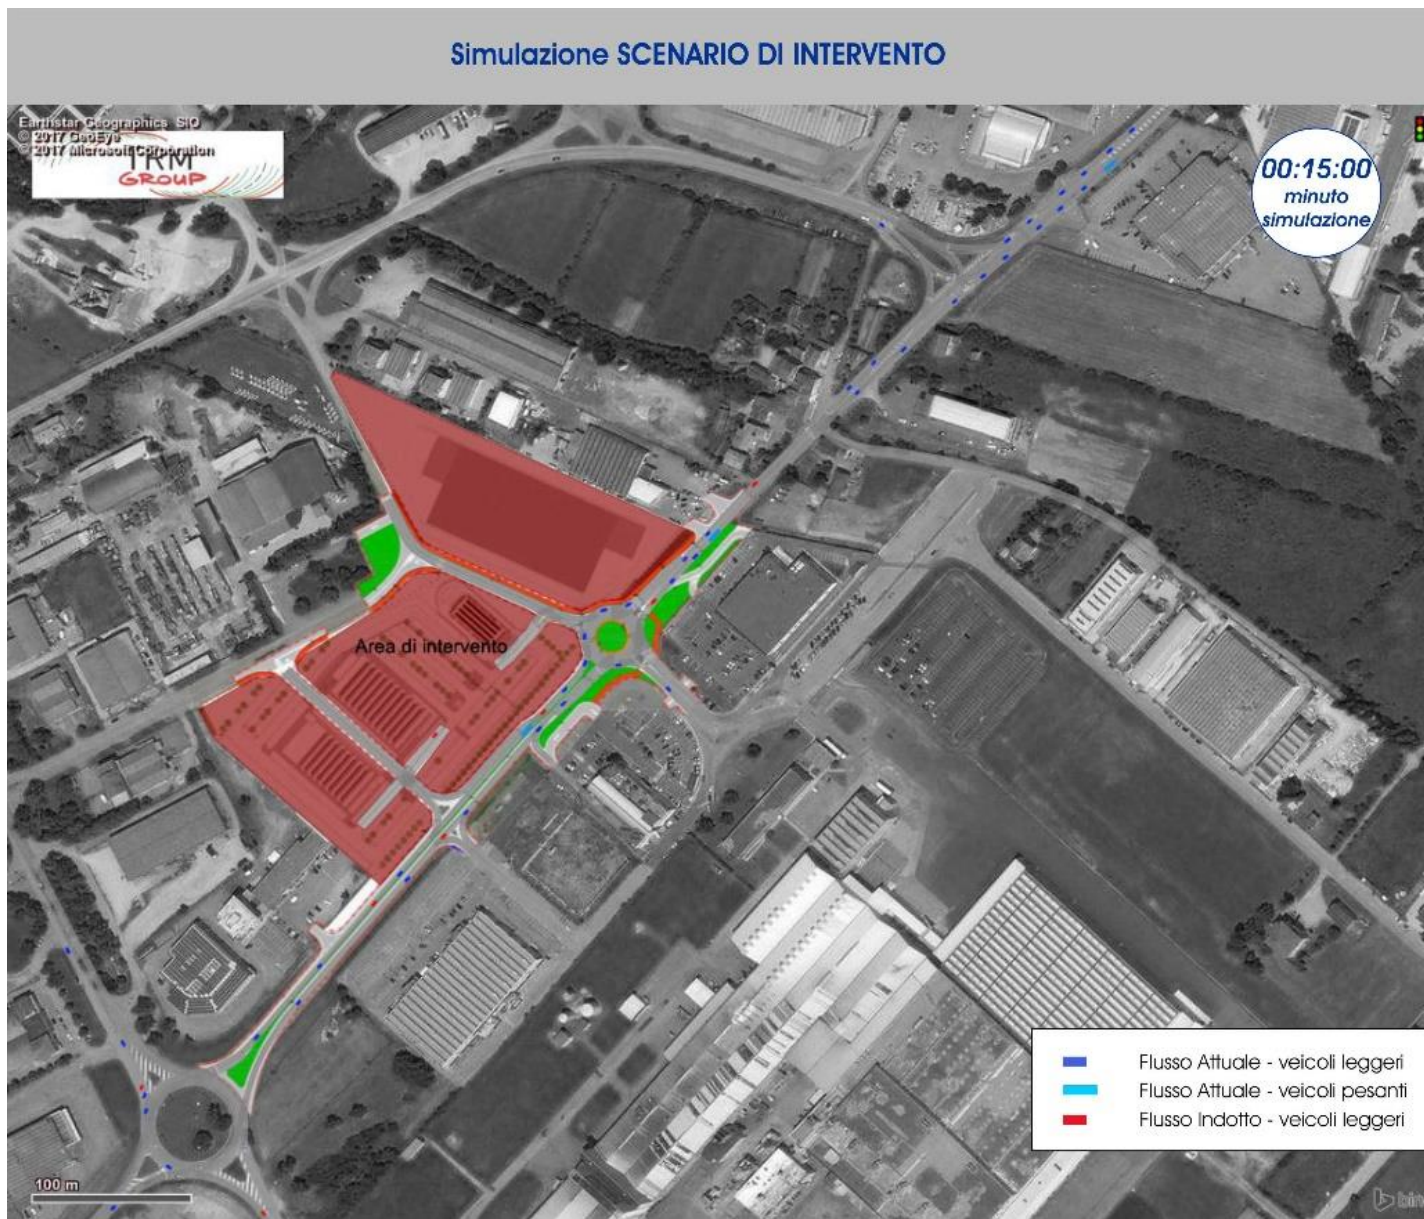 Simulazione SCENARIO DI INTERVENTO
Earthstar Geographics SIO
© 2017 GeoEye
© 2017 Microsoft Corporation
TRM
GROUP
00:15:00
minuto
simulazione
Area di intervento
Flusso Attuale - veicoli leggeri
Flusso Attuale - veicoli pesanti
Flusso Indotto - veicoli leggeri
100 m
bin